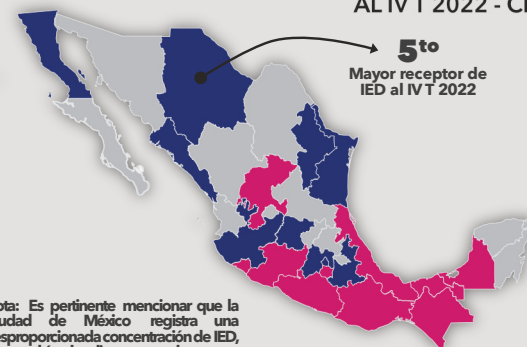 AL IV T 2022 - C
5to
Mayor receptor de
IED al IV T 2022
ota: Es pertinente mencionar que la
udad de México registra una
esproporcionada concentración de IED,